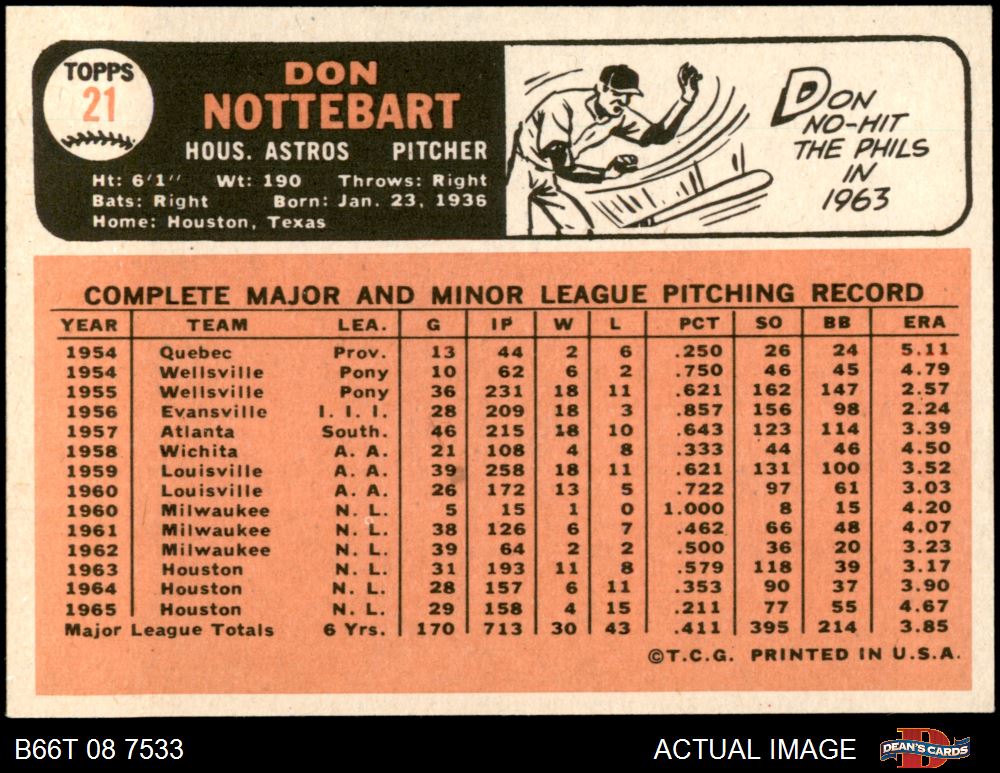 TOPPS
21
DON
NOTTEBART
HOUS. ASTROS PITCHER
Ht: 6'1" Wt: 190 Throws: Right
Bats: Right Born: Jan. 23, 1936
Home: Houston, Texas
DON
NO-HIT
THE PHILS
IN
1963
COMPLETE MAJOR AND MINOR LEAGUE PITCHING RECORD
YEAR TEAM LEA. G IP W L PCT SO BB ERA
1954 Quebec Prov. 13 44 2 6 .250 26 24 5.11
1954 Wellsville Pony 10 62 6 2 .750 46 45 4.79
1955 Wellsville Pony 36 231 18 11 .621 162 147 2.57
1956 Evansville I. I. I. 28 209 18 3 .857 156 98 2.24
1957 Atlanta South. 46 215 18 10 .643 123 114 3.39
1958 Wichita A. A. 21 108 4 8 .333 44 46 4.50
1959 Louisville A. A. 39 258 18 11 .621 131 100 3.52
1960 Louisville A. A. 26 172 13 5 .722 97 61 3.03
1960 Milwaukee N. L. 5 15 1 0 1.000 8 15 4.20
1961 Milwaukee N. L. 38 126 6 7 .462 66 48 4.07
1962 Milwaukee N. L. 39 64 2 2 .500 36 20 3.23
1963 Houston N. L. 31 193 11 8 .579 118 39 3.17
1964 Houston N. L. 28 157 6 11 .353 90 37 3.90
1965 Houston N. L. 29 158 4 15 .211 77 55 4.67
Major League Totals 6 Yrs. 170 713 30 43 .411 395 214 3.85
©T.C.G. PRINTED IN U.S.A.
B66T 08 7533 ACTUAL IMAGE DEAN'S CARDS